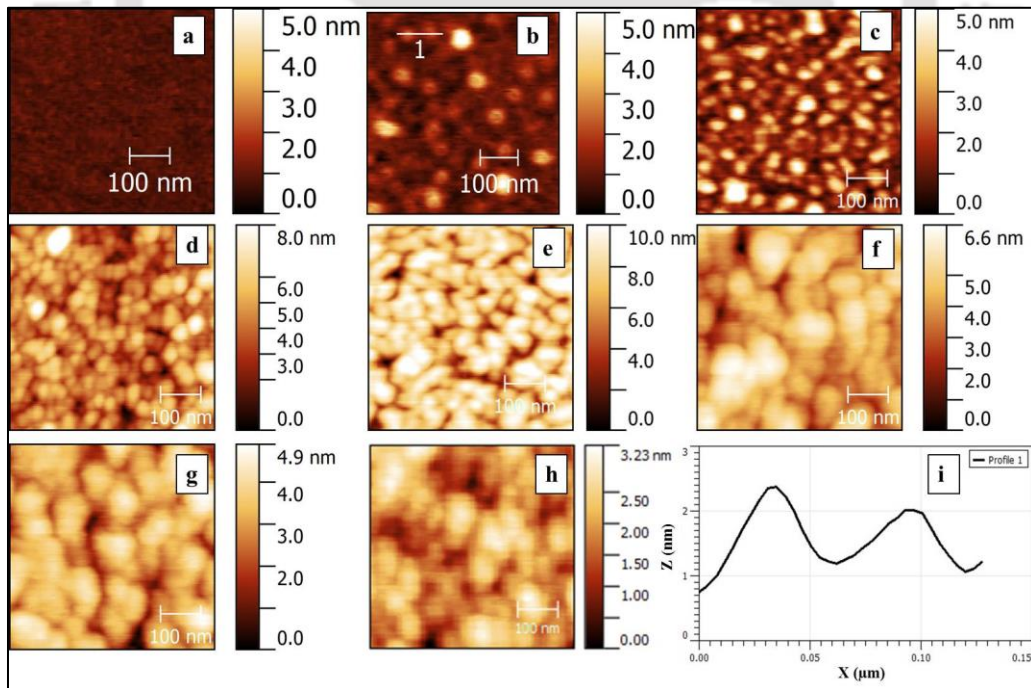 a
100 nm
5.0 nm
4.0
3.0
2.0
0.0
b
1
100 nm
5.0 nm
4.0
3.0
2.0
0.0
c
100 nm
5.0 nm
4.0
3.0
2.0
0.0
d
100 nm
8.0 nm
6.0
5.0
4.0
3.0
0.0
e
100 nm
10.0 nm
8.0
6.0
4.0
0.0
f
100 nm
6.6 nm
5.0
4.0
3.0
2.0
0.0
g
100 nm
4.9 nm
4.0
3.0
2.0
0.0
h
100 nm
3.23 nm
2.50
2.00
1.50
1.00
0.00
i
Profile 1
3
2
1
0
Z (nm)
0.00
0.05
0.10
0.15
X (µm)